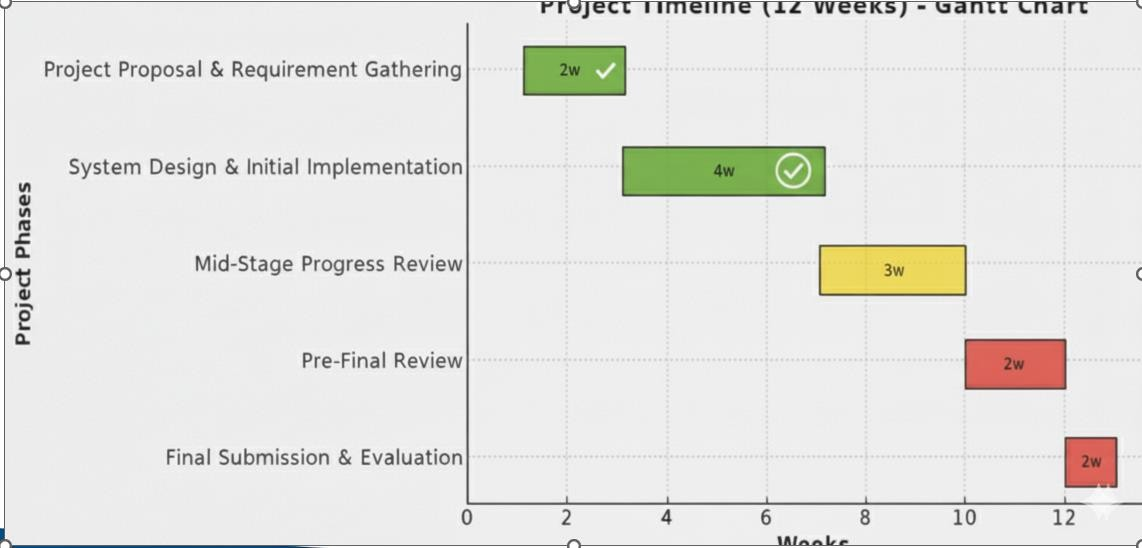 Project Timeline (12 Weeks) - Gantt Chart
Project Proposal & Requirement Gathering
2w
System Design & Initial Implementation
4w
Mid-Stage Progress Review
3w
Pre-Final Review
2w
Final Submission & Evaluation
2w
Project Phases
0 2 4 6 8 10 12
Weeks